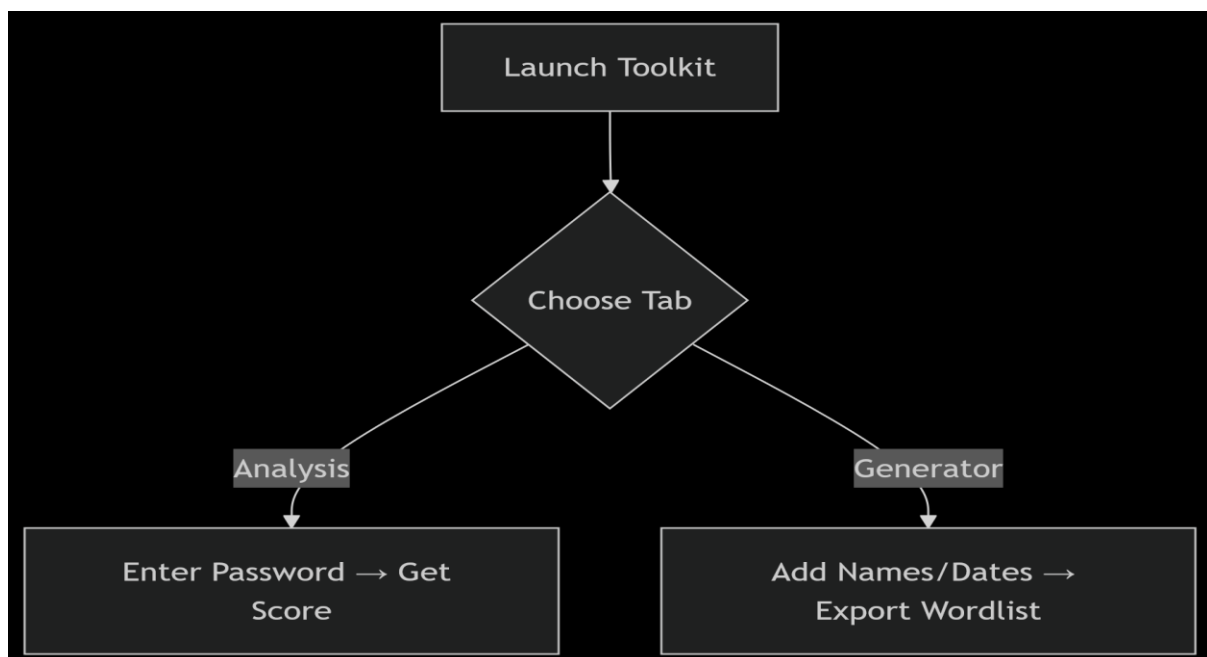 Launch Toolkit
Choose Tab
Analysis
Generator
Enter Password → Get
Score
Add Names/Dates →
Export Wordlist